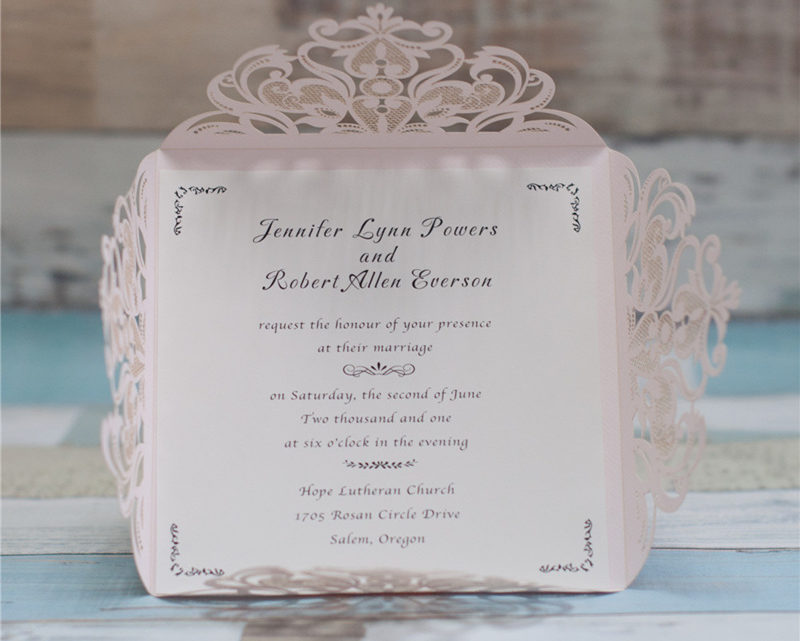 Jennifer Lynn Powers
and
Robert Allen Everson
request the honour of your presence
at their marriage
on Saturday, the second of June
Two thousand and one
at six o'clock in the evening
Hope Lutheran Church
1705 Rosan Circle Drive
Salem, Oregon